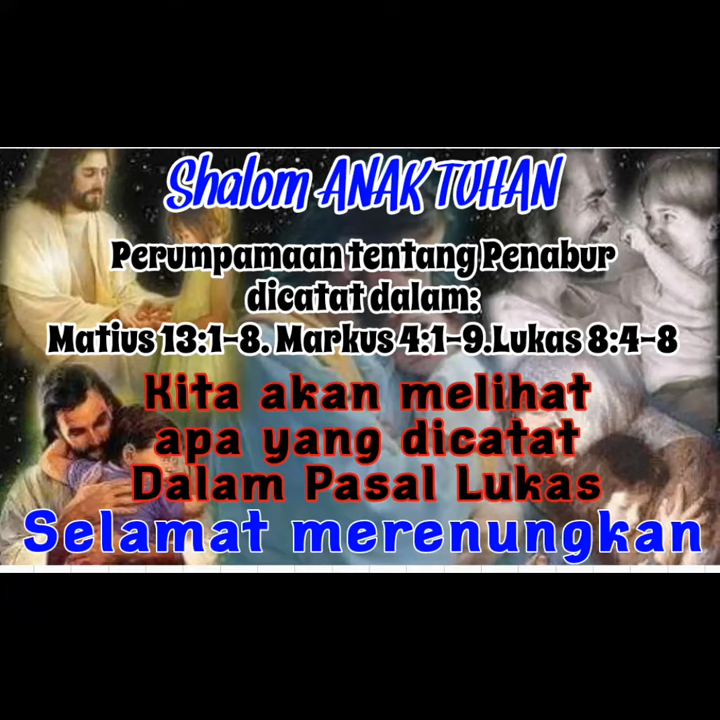 Shalom ANAK TUHAN
Perumpamaan tentang Penabur
dicatat dalam:
Matius 13:1-8. Markus 4:1-9.Lukas 8:4-8
Kita akan melihat
apa yang dicatat
Dalam Pasal Lukas
Selamat merenungkan